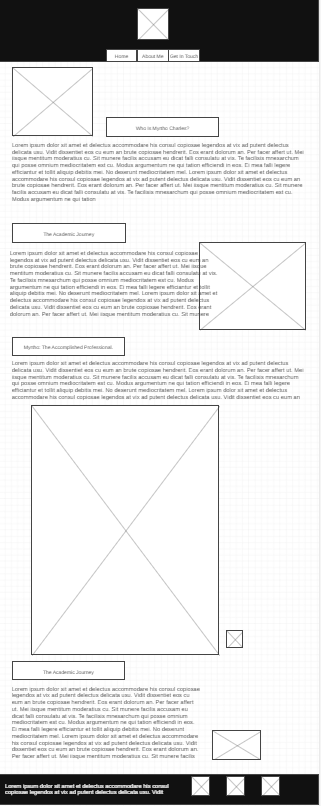 Home
About Me
Get in Touch
Who is Myrtho Charles?
Lorem ipsum dolor sit amet ei delectus accommodare his consul copiosae legendos at vix ad putent delectus
delicata usu. Vidit dissentiet eos cu eum an brute copiosae hendrerit. Eos erant dolorum an. Per facer affert ut. Mei
iisque mentitum moderatius cu. Sit munere facilis accusam eu dicat falli consulatu at vis. Te facilisis mnesarchum
qui posse omnium mediocritatem est cu. Modus argumentum ne qui tation efficiendi in eos. Ei mea falli legere
efficiantur et tollit aliquip debitis mei. No deserunt mediocritatem mel. Lorem ipsum dolor sit amet ei delectus
accommodare his consul copiosae legendos at vix ad putent delectus delicata usu. Vidit dissentiet eos cu eum an
brute copiosae hendrerit. Eos erant dolorum an. Per facer affert ut. Mei iisque mentitum moderatius cu. Sit munere
facilis accusam eu dicat falli consulatu at vis. Te facilisis mnesarchum qui posse omnium mediocritatem est cu.
Modus argumentum ne qui tation
The Academic Journey
Lorem ipsum dolor sit amet ei delectus accommodare his consul copiosae
legendos at vix ad putent delectus delicata usu. Vidit dissentiet eos cu eum an
brute copiosae hendrerit. Eos erant dolorum an. Per facer affert ut. Mei iisque
mentitum moderatius cu. Sit munere facilis accusam eu dicat falli consulatu at vis.
Te facilisis mnesarchum qui posse omnium mediocritatem est cu. Modus
argumentum ne qui tation efficiendi in eos. Ei mea falli legere efficiantur et tollit
aliquip debitis mei. No deserunt mediocritatem mel. Lorem ipsum dolor sit amet ei
delectus accommodare his consul copiosae legendos at vix ad putent delectus
delicata usu. Vidit dissentiet eos cu eum an brute copiosae hendrerit. Eos erant
dolorum an. Per facer affert ut. Mei iisque mentitum moderatius cu. Sit munere
Myrtho: The Accomplished Professional.
Lorem ipsum dolor sit amet ei delectus accommodare his consul copiosae legendos at vix ad putent delectus
delicata usu. Vidit dissentiet eos cu eum an brute copiosae hendrerit. Eos erant dolorum an. Per facer affert ut. Mei
iisque mentitum moderatius cu. Sit munere facilis accusam eu dicat falli consulatu at vis. Te facilisis mnesarchum
qui posse omnium mediocritatem est cu. Modus argumentum ne qui tation efficiendi in eos. Ei mea falli legere
efficiantur et tollit aliquip debitis mei. No deserunt mediocritatem mel. Lorem ipsum dolor sit amet ei delectus
accommodare his consul copiosae legendos at vix ad putent delectus delicata usu. Vidit dissentiet eos cu eum an
The Academic Journey
Lorem ipsum dolor sit amet ei delectus accommodare his consul copiosae
legendos at vix ad putent delectus delicata usu. Vidit dissentiet eos cu
eum an brute copiosae hendrerit. Eos erant dolorum an. Per facer affert
ut. Mei iisque mentitum moderatius cu. Sit munere facilis accusam eu
dicat falli consulatu at vis. Te facilisis mnesarchum qui posse omnium
mediocritatem est cu. Modus argumentum ne qui tation efficiendi in eos.
Ei mea falli legere efficiantur et tollit aliquip debitis mei. No deserunt
mediocritatem mel. Lorem ipsum dolor sit amet ei delectus accommodare
his consul copiosae legendos at vix ad putent delectus delicata usu. Vidit
dissentiet eos cu eum an brute copiosae hendrerit. Eos erant dolorum an.
Per facer affert ut. Mei iisque mentitum moderatius cu. Sit munere facilis
Lorem ipsum dolor sit amet ei delectus accommodare his consul
copiosae legendos at vix ad putent delectus delicata usu. Vidit